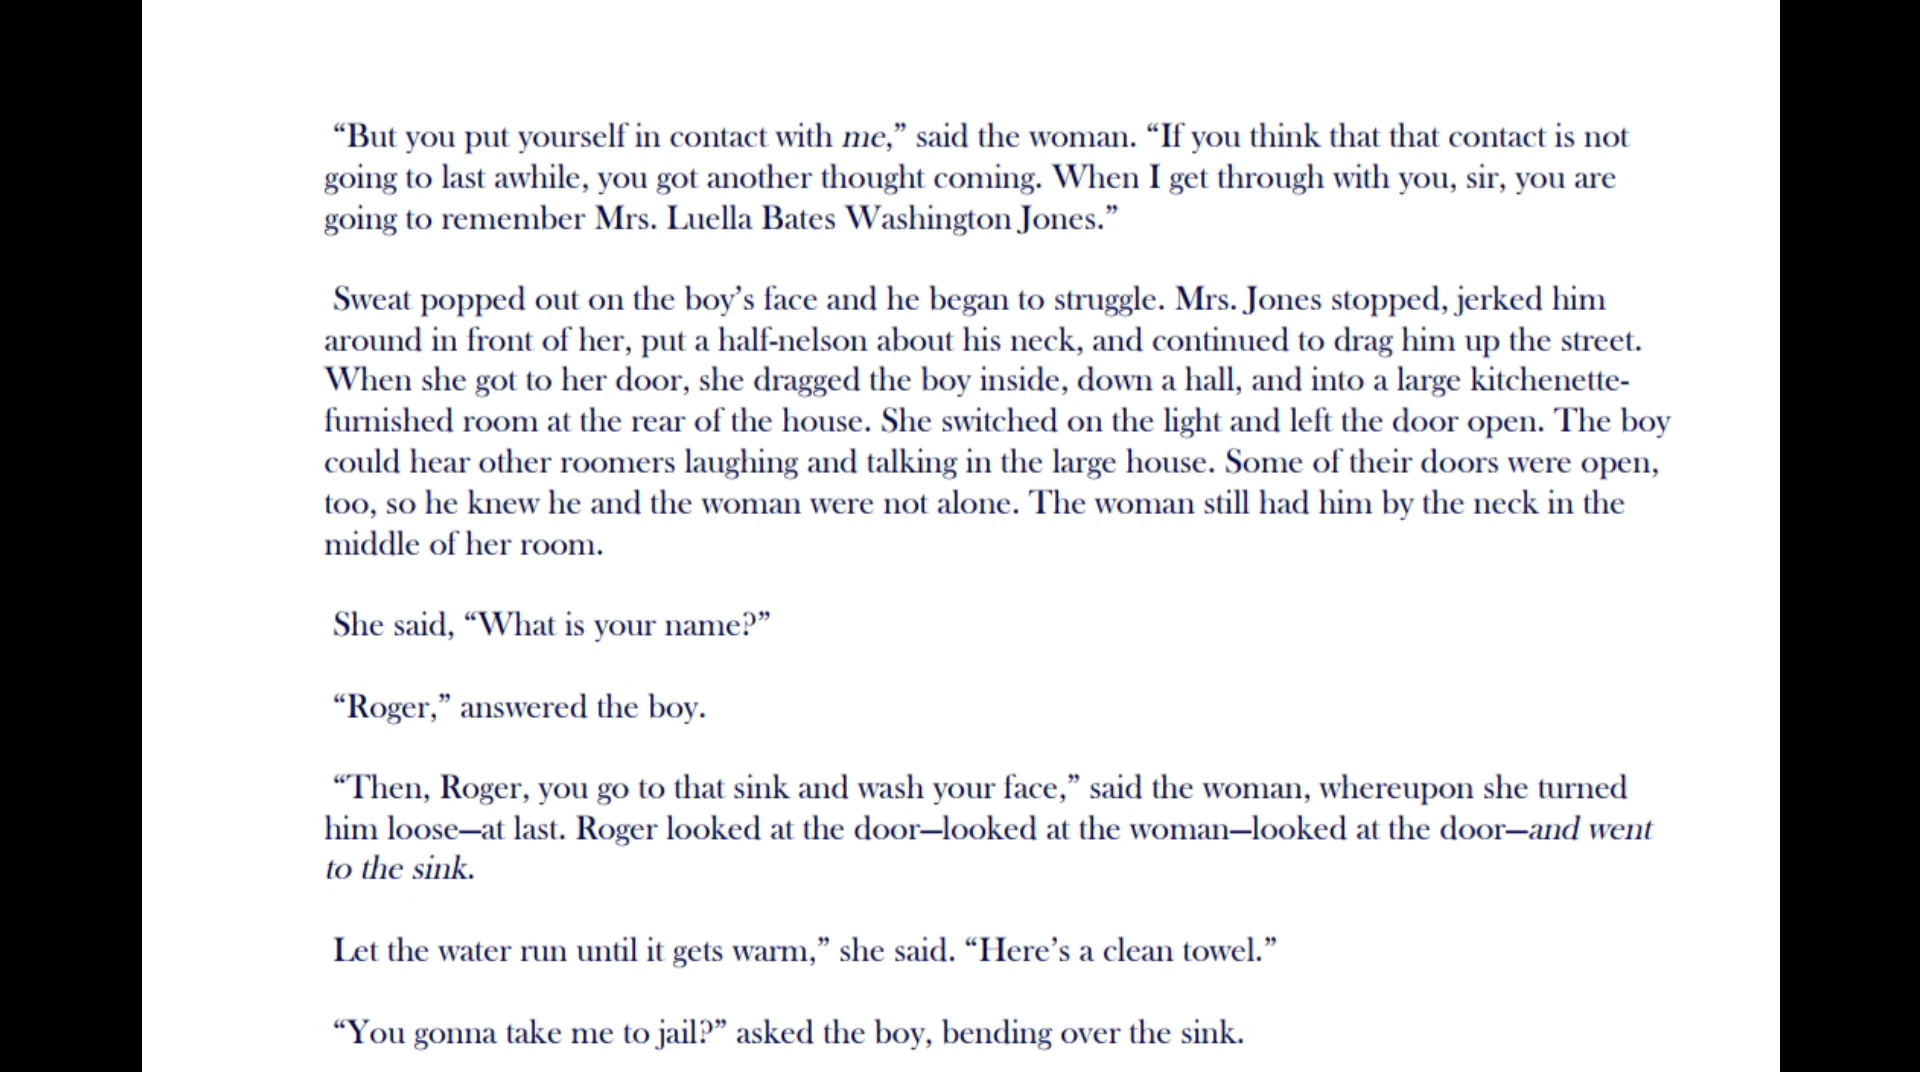 “But you put yourself in contact with me,” said the woman. “If you think that that contact is not
going to last awhile, you got another thought coming. When I get through with you, sir, you are
going to remember Mrs. Luella Bates Washington Jones.”
Sweat popped out on the boy’s face and he began to struggle. Mrs. Jones stopped, jerked him
around in front of her, put a half-nelson about his neck, and continued to drag him up the street.
When she got to her door, she dragged the boy inside, down a hall, and into a large kitchenette-
furnished room at the rear of the house. She switched on the light and left the door open. The boy
could hear other roomers laughing and talking in the large house. Some of their doors were open,
too, so he knew he and the woman were not alone. The woman still had him by the neck in the
middle of her room.
She said, “What is your name?”
“Roger,” answered the boy.
“Then, Roger, you go to that sink and wash your face,” said the woman, whereupon she turned
him loose—at last. Roger looked at the door—looked at the woman—looked at the door—and went
to the sink.
Let the water run until it gets warm,” she said. “Here’s a clean towel.”
“You gonna take me to jail?” asked the boy, bending over the sink.